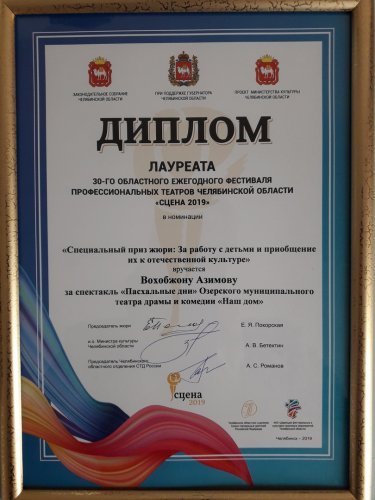 ЗАКОНОДАТЕЛЬНОЕ СОБРАНИЕ
ЧЕЛЯБИНСКОЙ ОБЛАСТИ
ПРИ ПОДДЕРЖКЕ ГУБЕРНАТОРА
ЧЕЛЯБИНСКОЙ ОБЛАСТИ
ПРОЕКТ МИНИСТЕРСТВА КУЛЬТУРЫ
ЧЕЛЯБИНСКОЙ ОБЛАСТИ
ДИПЛОМ
ЛАУРЕАТА
30-ГО ОБЛАСТНОГО ЕЖЕГОДНОГО ФЕСТИВАЛЯ
ПРОФЕССИОНАЛЬНЫХ ТЕАТРОВ ЧЕЛЯБИНСКОЙ ОБЛАСТИ
«СЦЕНА 2019»
В НОМИНАЦИИ
«Специальный приз жюри: За работу с детьми и приобщение
их к отечественной культуре»
вручается
Вохобжону Азимову
за спектакль «Пасхальные дни» Озерского муниципального
театра драмы и комедии «Наш дом»
Председатель жюри
Е. Я. Похорская
и.о. Министра культуры
Челябинской области
А. В. Бетехтин
Председатель Челябинского
областного отделения СТД России
А. С. Романов
сцена
2019
Челябинск - 2019